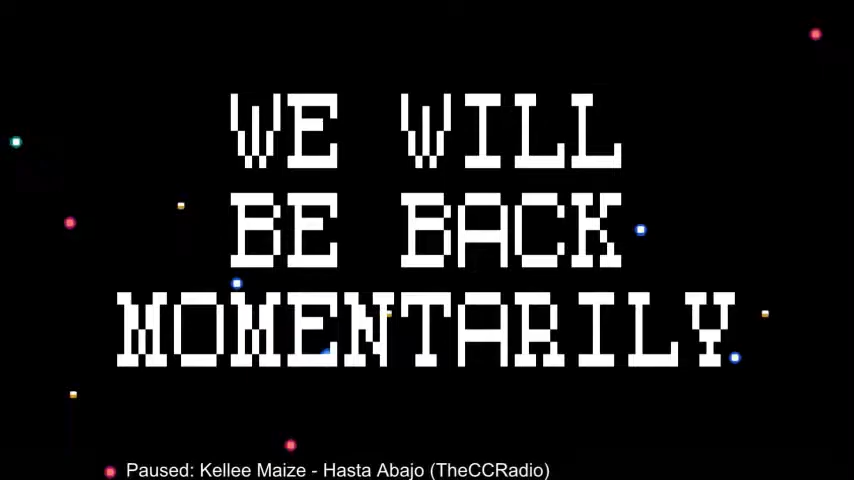 WE WILL
BE BACK
MOMENTARILY
Paused: Kellee Maize - Hasta Abajo (TheCCRadio)